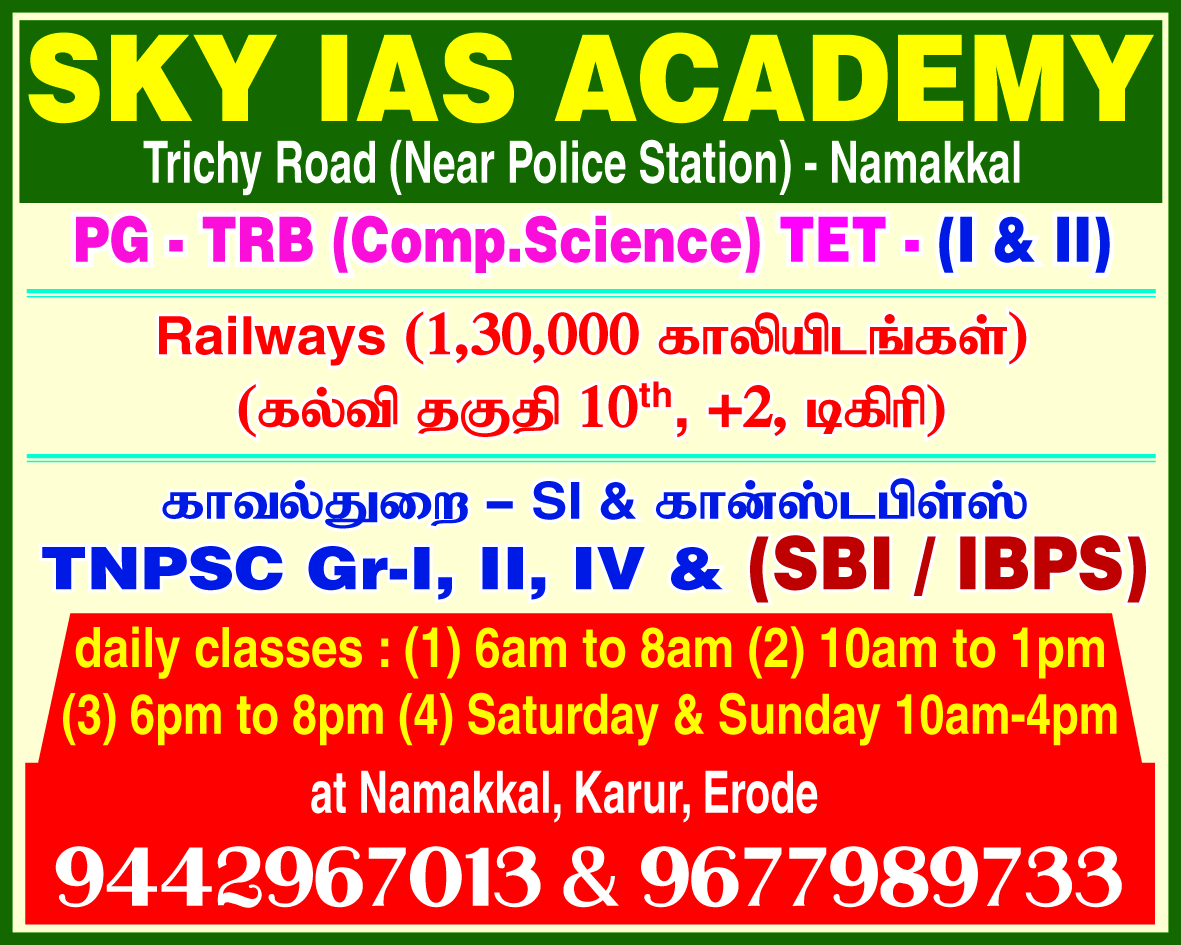 SKY IAS ACADEMY
Trichy Road (Near Police Station) - Namakkal
PG - TRB (Comp.Science) TET - (I & II)
Railways (1,30,000 காலியிடங்கள்)
(கல்வி தகுதி 10th, +2, டிகிரி)
காவல்துறை – SI & கான்ஸ்டபிள்ஸ்
TNPSC Gr-I, II, IV & (SBI / IBPS)
daily classes : (1) 6am to 8am (2) 10am to 1pm
(3) 6pm to 8pm (4) Saturday & Sunday 10am-4pm
at Namakkal, Karur, Erode
9442967013 & 9677989733